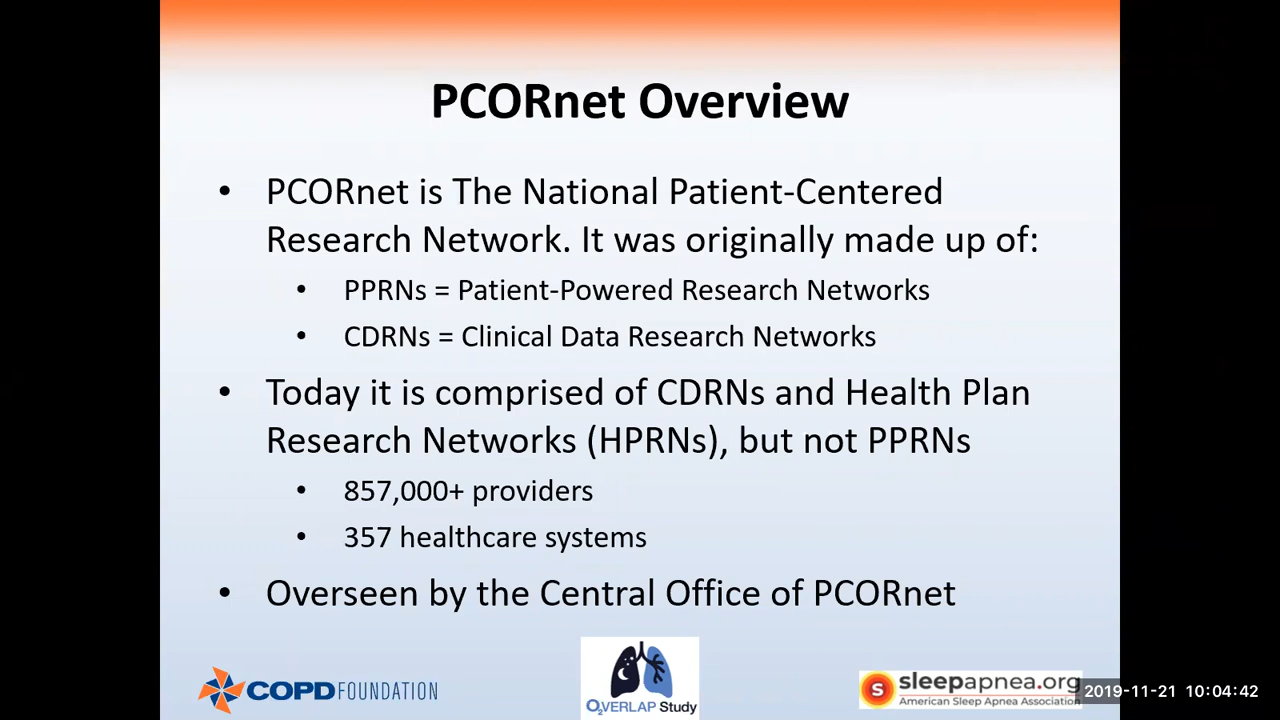 PCORnet Overview
• PCORnet is The National Patient-Centered
Research Network. It was originally made up of:
• PPRNs = Patient-Powered Research Networks
• CDRNs = Clinical Data Research Networks
• Today it is comprised of CDRNs and Health Plan
Research Networks (HPRNs), but not PPRNs
• 857,000+ providers
• 357 healthcare systems
• Overseen by the Central Office of PCORnet
COPD FOUNDATION
O₂VERLAP Study
S sleepapnea.org
American Sleep Apnea Association
2019-11-21 10:04:42